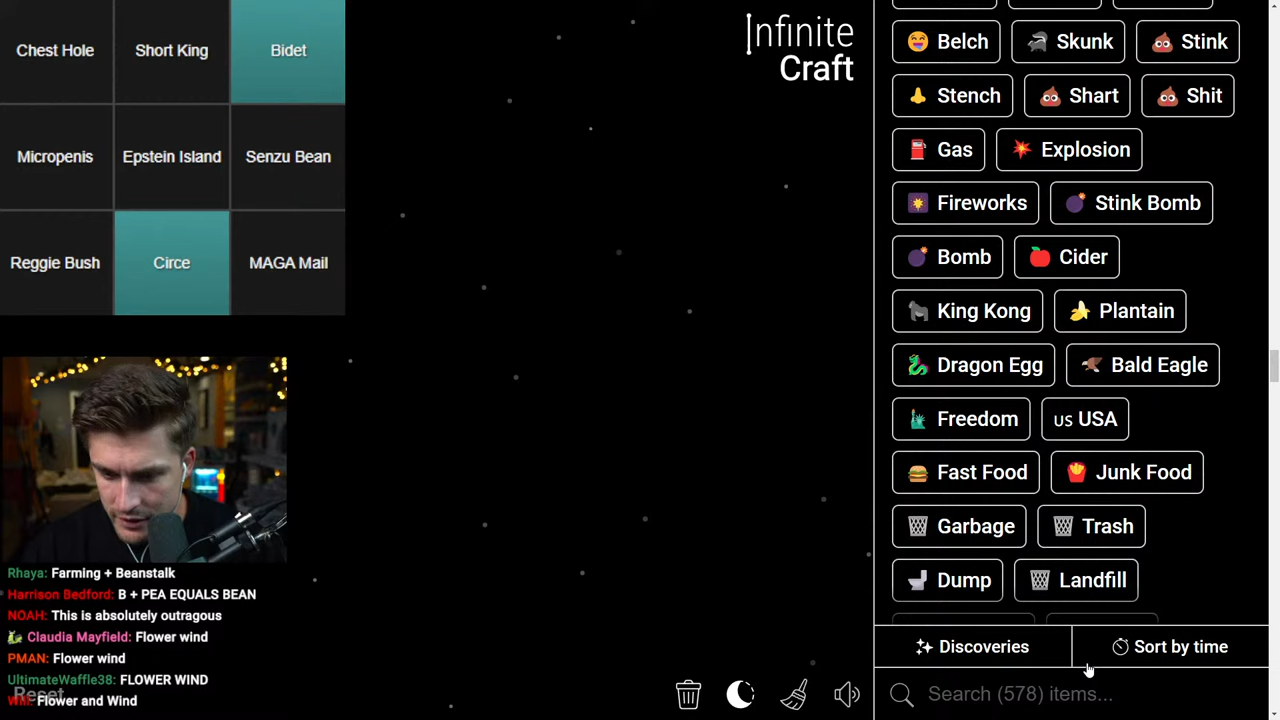 Infinite
Craft
Chest Hole
Short King
Bidet
Micropenis
Epstein Island
Senzu Bean
Reggie Bush
Circe
MAGA Mail
Rhaya: Farming + Beanstalk
Harrison Bedford: B + PEA EQUALS BEAN
NOAH: This is absolutely outragous
Claudia Mayfield: Flower wind
PMAN: Flower wind
UltimateWaffle38: FLOWER WIND
Will: Flower and Wind
Reset
Belch
Skunk
Stink
Stench
Shart
Shit
Gas
Explosion
Fireworks
Stink Bomb
Bomb
Cider
King Kong
Plantain
Dragon Egg
Bald Eagle
Freedom
US USA
Fast Food
Junk Food
Garbage
Trash
Dump
Landfill
Discoveries
Sort by time
Search (578) items...